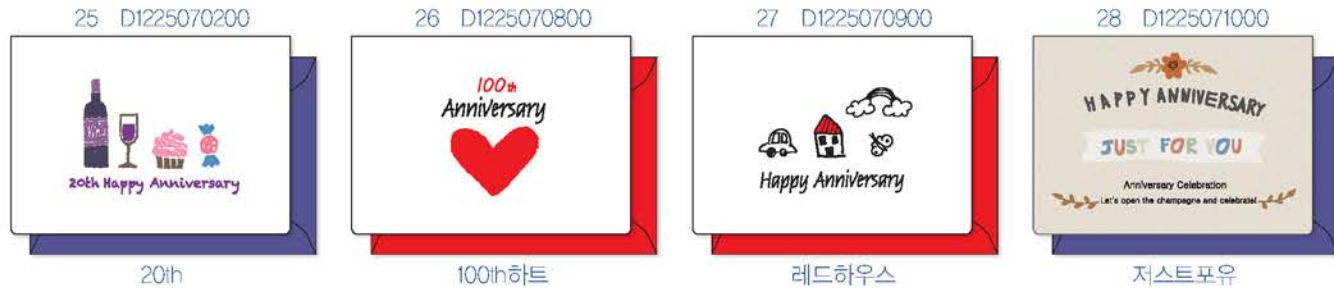 25 D1225070200
26 D1225070800
27 D1225070900
28 D1225071000
20th Happy Anniversary
100th
Anniversary
Happy Anniversary
HAPPY ANNIVERSARY
JUST FOR YOU
Anniversary Celebration
Let's open the champagne and celebrate!
20th
100th하트
레드하우스
저스트포유